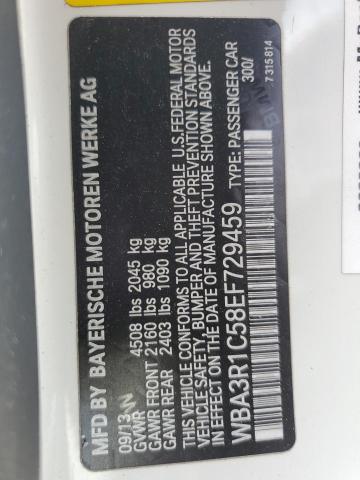 MFD BY BAYERISCHE MOTOREN WERKE AG
09/13
GVWR 4508 lbs 2045 kg
GAWR FRONT 2160 lbs 980 kg
GAWR REAR 2403 lbs 1090 kg
THIS VEHICLE CONFORMS TO ALL APPLICABLE U.S. FEDERAL MOTOR
VEHICLE SAFETY, BUMPER AND THEFT PREVENTION STANDARDS
IN EFFECT ON THE DATE OF MANUFACTURE SHOWN ABOVE.
WBA3R1C58EF729459 TYPE: PASSENGER CAR
300/
7 315 814